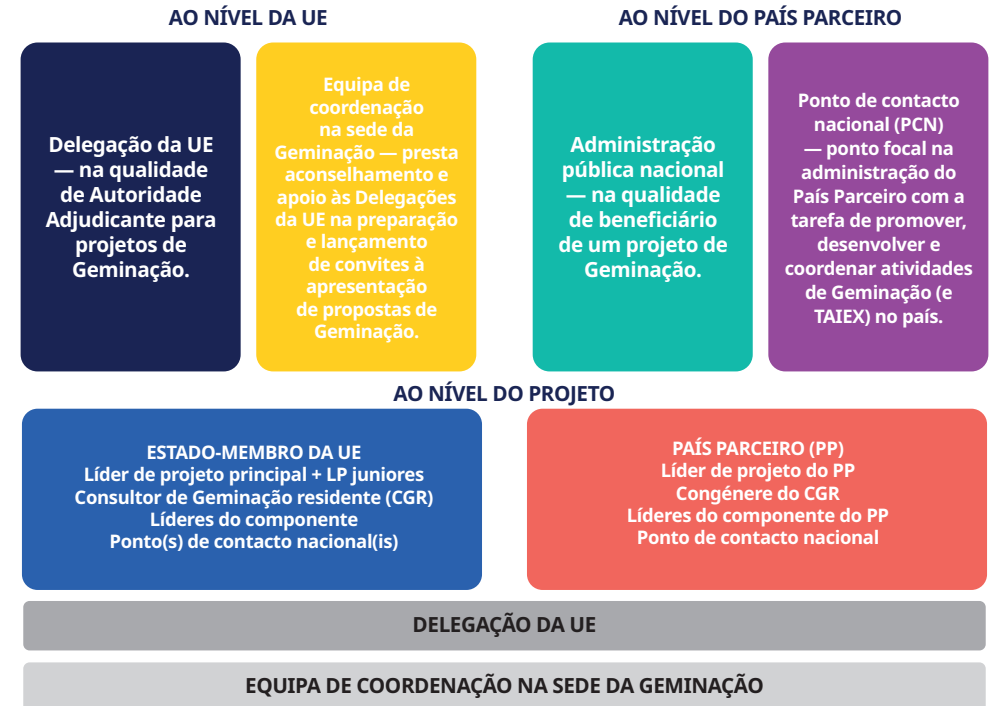 AO NÍVEL DA UE
Delegação da UE
— na qualidade
de Autoridade
Adjudicante para
projetos de
Geminação.
Equipa de
coordenação
na sede da
Geminação — presta
aconselhamento e
apoio às Delegações
da UE na preparação
e lançamento
de convites à
apresentação
de propostas de
Geminação.
AO NÍVEL DO PAÍS PARCEIRO
Administração
pública nacional
— na qualidade
de beneficiário
de um projeto de
Geminação.
Ponto de contacto
nacional (PCN)
— ponto focal na
administração do
País Parceiro com a
tarefa de promover,
desenvolver e
coordenar atividades
de Geminação (e
TAIEX) no país.
AO NÍVEL DO PROJETO
ESTADO-MEMBRO DA UE
Líder de projeto principal + LP juniores
Consultor de Geminação residente (CGR)
Líderes do componente
Ponto(s) de contacto nacional(is)
PAÍS PARCEIRO (PP)
Líder de projeto do PP
Congénere do CGR
Líderes do componente do PP
Ponto de contacto nacional
DELEGAÇÃO DA UE
EQUIPA DE COORDENAÇÃO NA SEDE DA GEMINAÇÃO